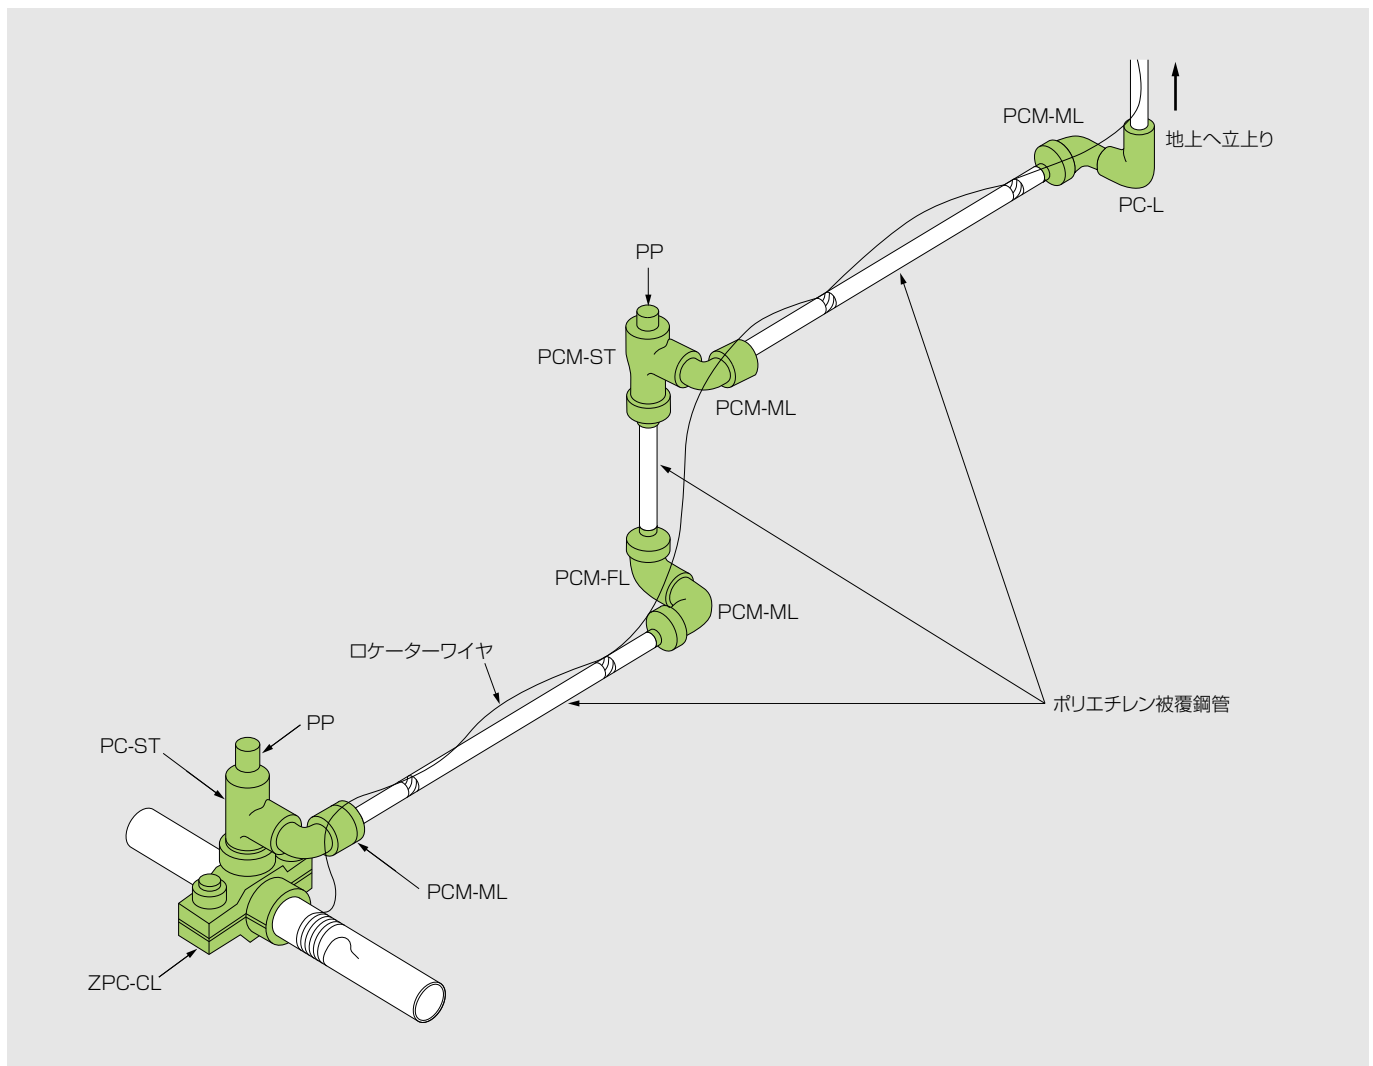 PCM-ML
地上へ立上り
PC-L
PP
PCM-ST
PCM-ML
PCM-FL
PCM-ML
ロケーターワイヤ
ポリエチレン被覆鋼管
PP
PC-ST
PCM-ML
ZPC-CL